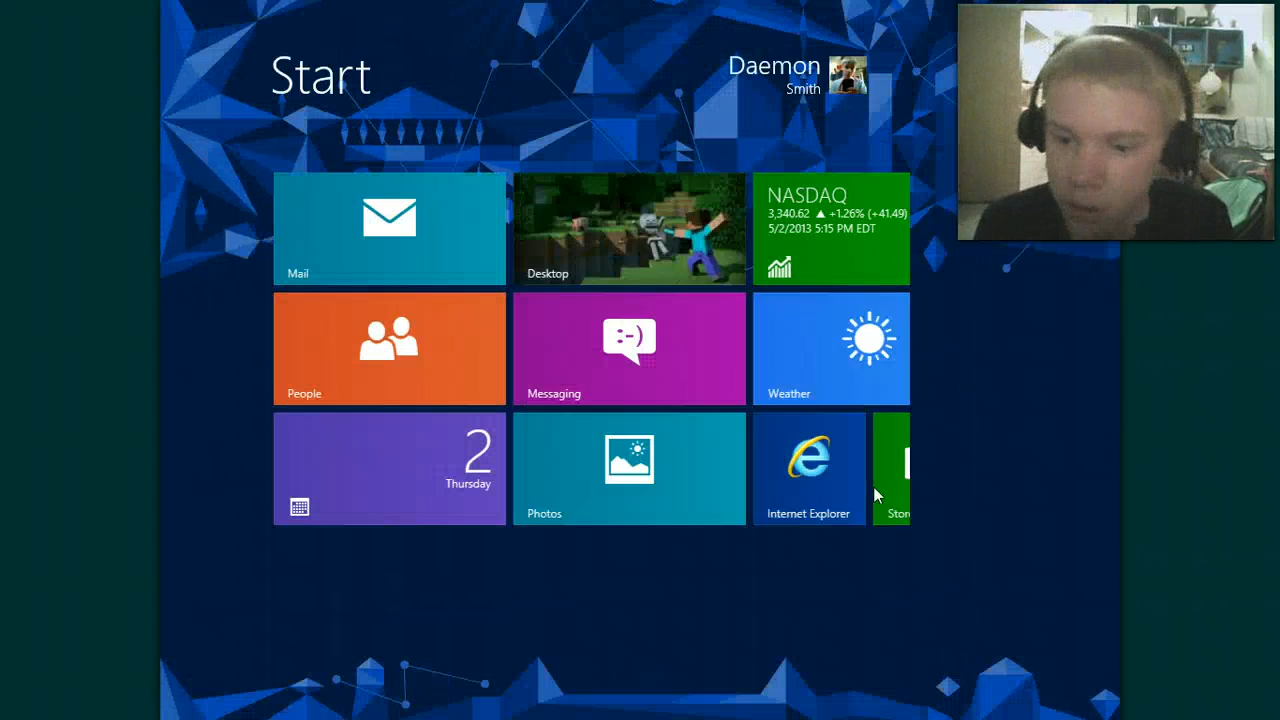 Start
Daemon
Smith
Mail
Desktop
NASDAQ
3,340.62 ▲ +1.26% (+41.49)
5/2/2013 5:15 PM EDT
People
Messaging
:-)
Weather
2
Thursday
Photos
Internet Explorer
Stor